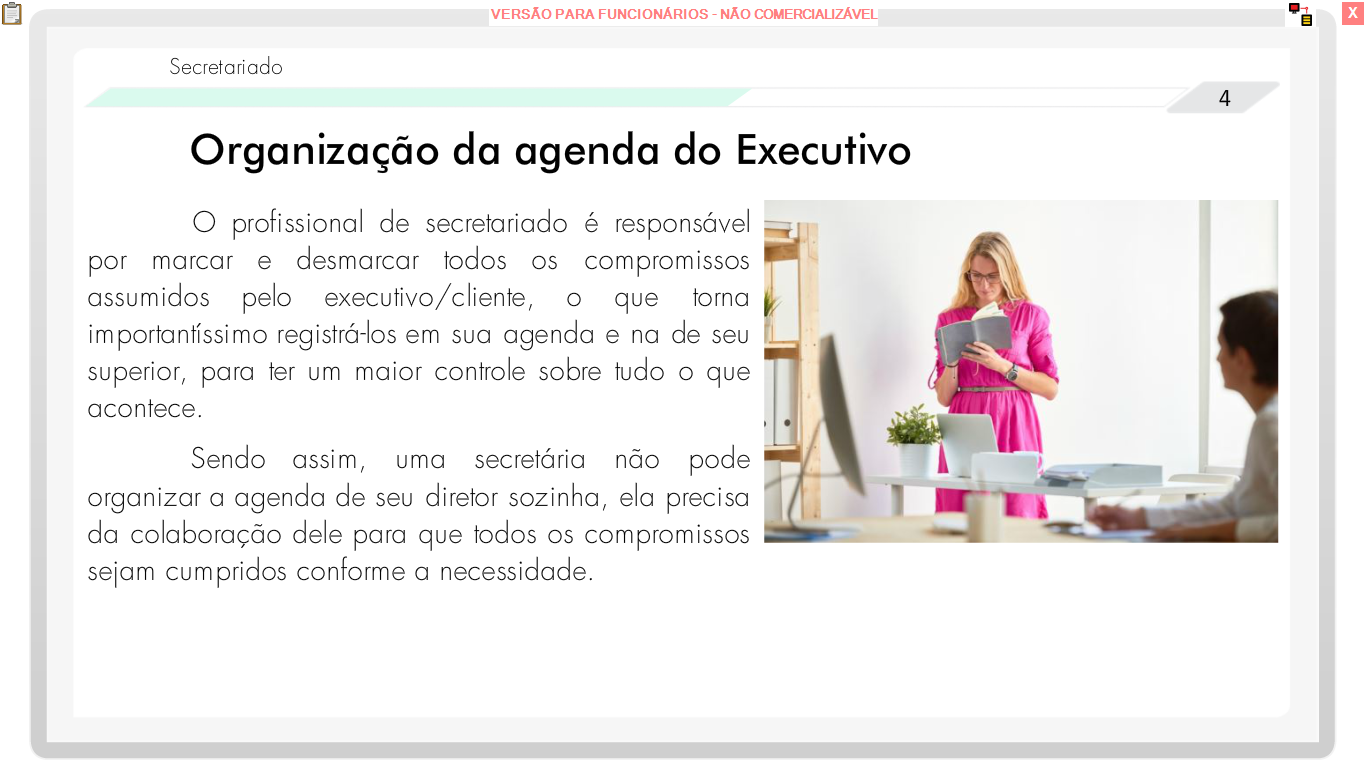 VERSÃO PARA FUNCIONÁRIOS - NÃO COMERCIALIZÁVEL
X
Secretariado
4
Organização da agenda do Executivo
O profissional de secretariado é responsável
por marcar e desmarcar todos os compromissos
assumidos pelo executivo/cliente, o que torna
importantíssimo registrá-los em sua agenda e na de seu
superior, para ter um maior controle sobre tudo o que
acontece.
Sendo assim, uma secretária não pode
organizar a agenda de seu diretor sozinha, ela precisa
da colaboração dele para que todos os compromissos
sejam cumpridos conforme a necessidade.